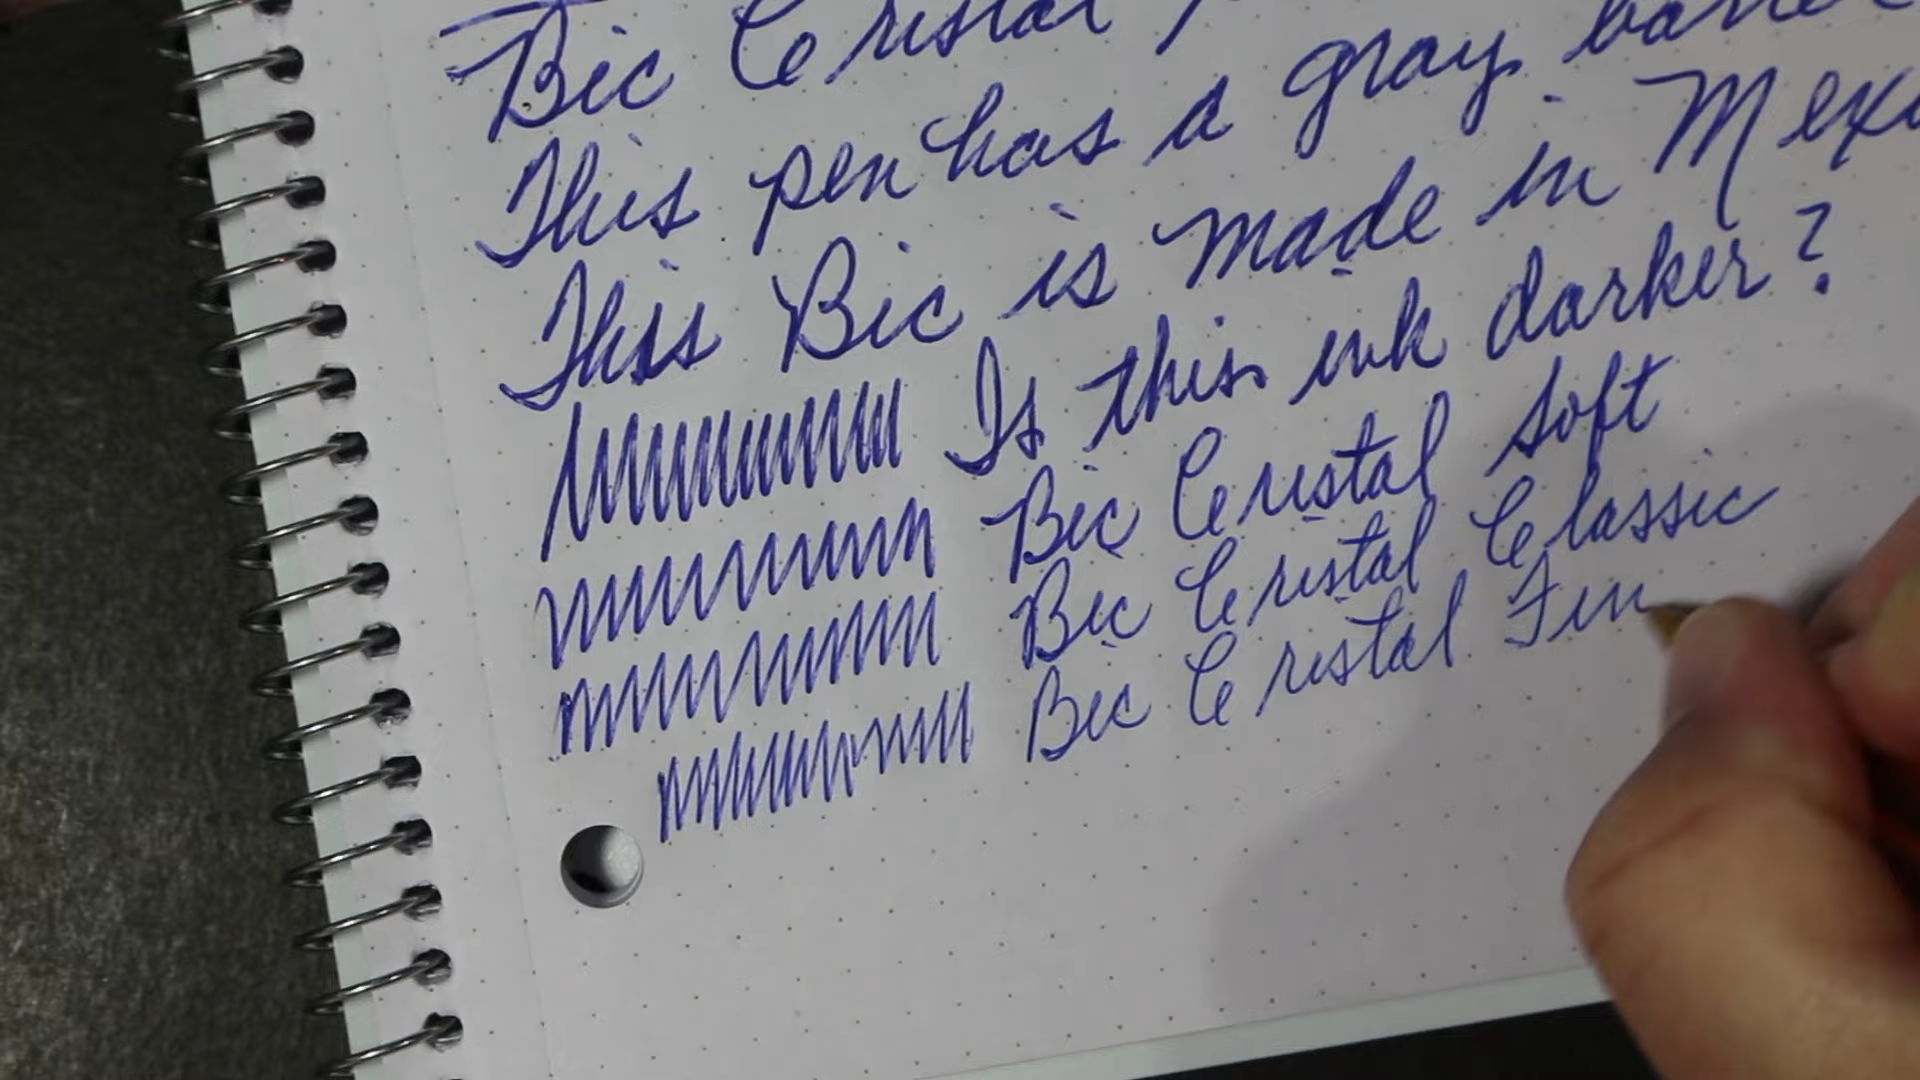 Bic Cristal
This pen has a gray
This Bic is made in
Is this ink darker?
Bic Cristal Soft
Bic Cristal Classic
Bic Cristal Fin